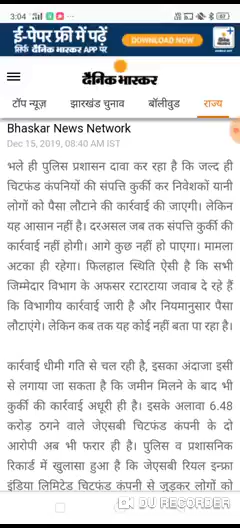 3:04
ई-पेपर फ्री में पढ़ें
सिर्फ दैनिक भास्कर APP पर
DOWNLOAD NOW
दैनिक भास्कर
टॉप न्यूज़ झारखंड चुनाव बॉलीवुड राज्य
Bhaskar News Network
Dec 15, 2019, 08:40 AM IST
भले ही पुलिस प्रशासन दावा कर रहा है कि जल्द ही
चिटफंड कंपनियों की संपत्ति कुर्की कर निवेशकों यानी
लोगों को पैसा लौटाने की कार्रवाई की जाएगी। लेकिन
यह आसान नहीं है। दरअसल जब तक संपत्ति कुर्की की
कार्रवाई नहीं होगी। आगे कुछ नहीं हो पाएगा। मामला
अटका ही रहेगा। फिलहाल स्थिति ऐसी है कि सभी
जिम्मेदार विभाग के अफसर रटारटाया जवाब दे रहे हैं
कि विभागीय कार्रवाई जारी है और नियमानुसार पैसा
लौटाएंगे। लेकिन कब तक यह कोई नहीं बता पा रहा है।
कार्रवाई धीमी गति से चल रही है, इसका अंदाजा इसी
से लगाया जा सकता है कि जमीन मिलने के बाद भी
कुर्की की कार्रवाई अधूरी ही है। इसके अलावा 6.48
करोड़ ठगने वाले जेएसबी चिटफंड कंपनी के दो
आरोपी अब भी फरार ही है। पुलिस व प्रशासनिक
रिकार्ड में खुलासा हुआ है कि जेएसबी रियल इन्फ्रा
इंडिया लिमिटेड चिटफंड कंपनी से जुड़कर लोगों को
DU RECORDER